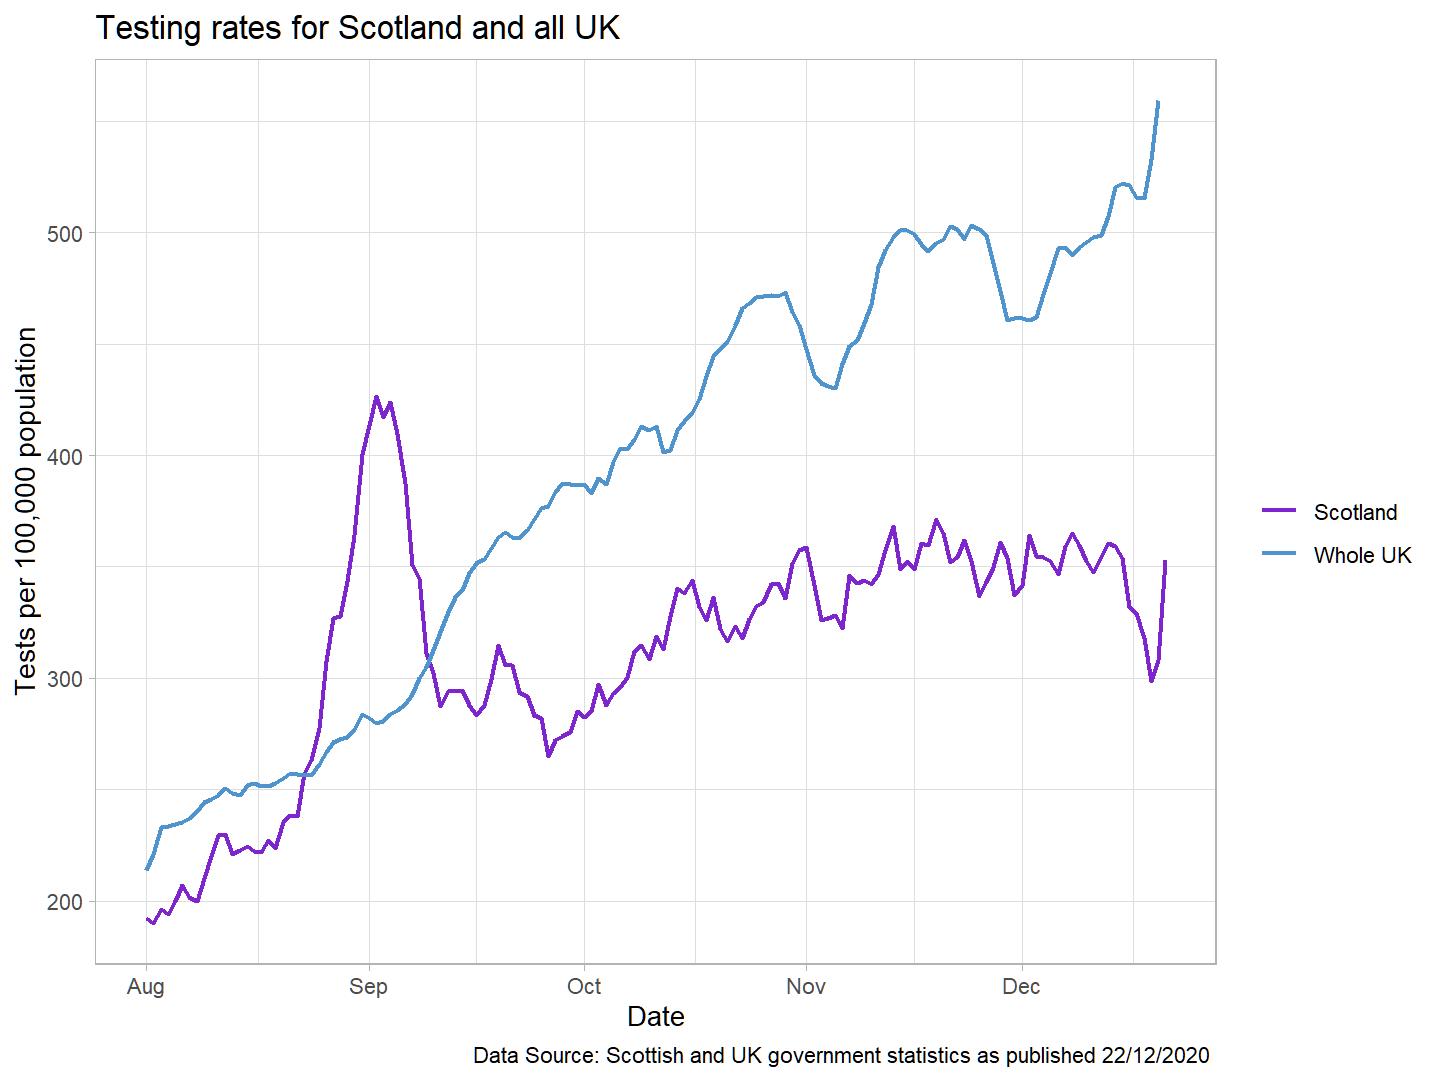 Testing rates for Scotland and all UK
Tests per 100,000 population
500
400
300
200
Aug Sep Oct Nov Dec
Date
Scotland
Whole UK
Data Source: Scottish and UK government statistics as published 22/12/2020